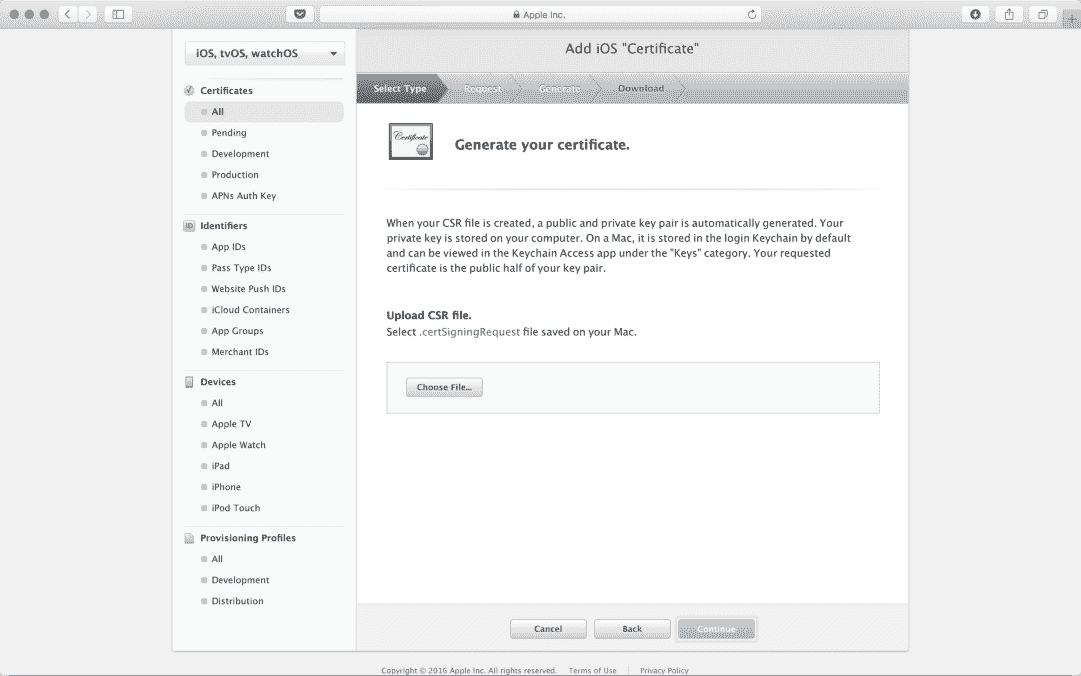 Apple Inc.
iOS, tvOS, watchOS
Certificates
All
Pending
Development
Production
APNs Auth Key
ID
Identifiers
App IDs
Pass Type IDs
Website Push IDs
iCloud Containers
App Groups
Merchant IDs
Devices
All
Apple TV
Apple Watch
iPad
iPhone
iPod Touch
Provisioning Profiles
All
Development
Distribution
Add iOS "Certificate"
Select Type Request Generate Download
Certificate
Generate your certificate.
When your CSR file is created, a public and private key pair is automatically generated. Your
private key is stored on your computer. On a Mac, it is stored in the login Keychain by default
and can be viewed in the Keychain Access app under the "Keys" category. Your requested
certificate is the public half of your key pair.
Upload CSR file.
Select .certSigningRequest file saved on your Mac.
Choose File...
Cancel Back Continue
Copyright © 2016 Apple Inc. All rights reserved. Terms of Use Privacy Policy